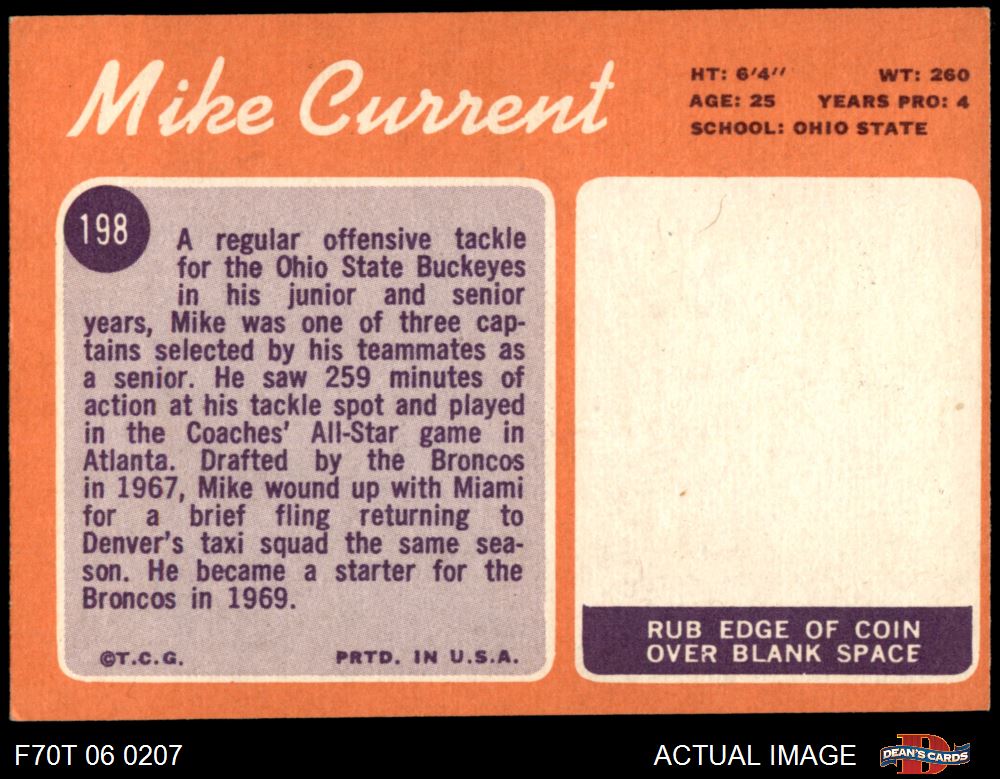 Mike Current
HT: 6'4" WT: 260
AGE: 25 YEARS PRO: 4
SCHOOL: OHIO STATE
198
A regular offensive tackle
for the Ohio State Buckeyes
in his junior and senior
years, Mike was one of three cap-
tains selected by his teammates as
a senior. He saw 259 minutes of
action at his tackle spot and played
in the Coaches' All-Star game in
Atlanta. Drafted by the Broncos
in 1967, Mike wound up with Miami
for a brief fling returning to
Denver's taxi squad the same sea-
son. He became a starter for the
Broncos in 1969.
©T.C.G. PRTD. IN U.S.A.
RUB EDGE OF COIN
OVER BLANK SPACE
F70T 06 0207
ACTUAL IMAGE
DEAN'S CARDS